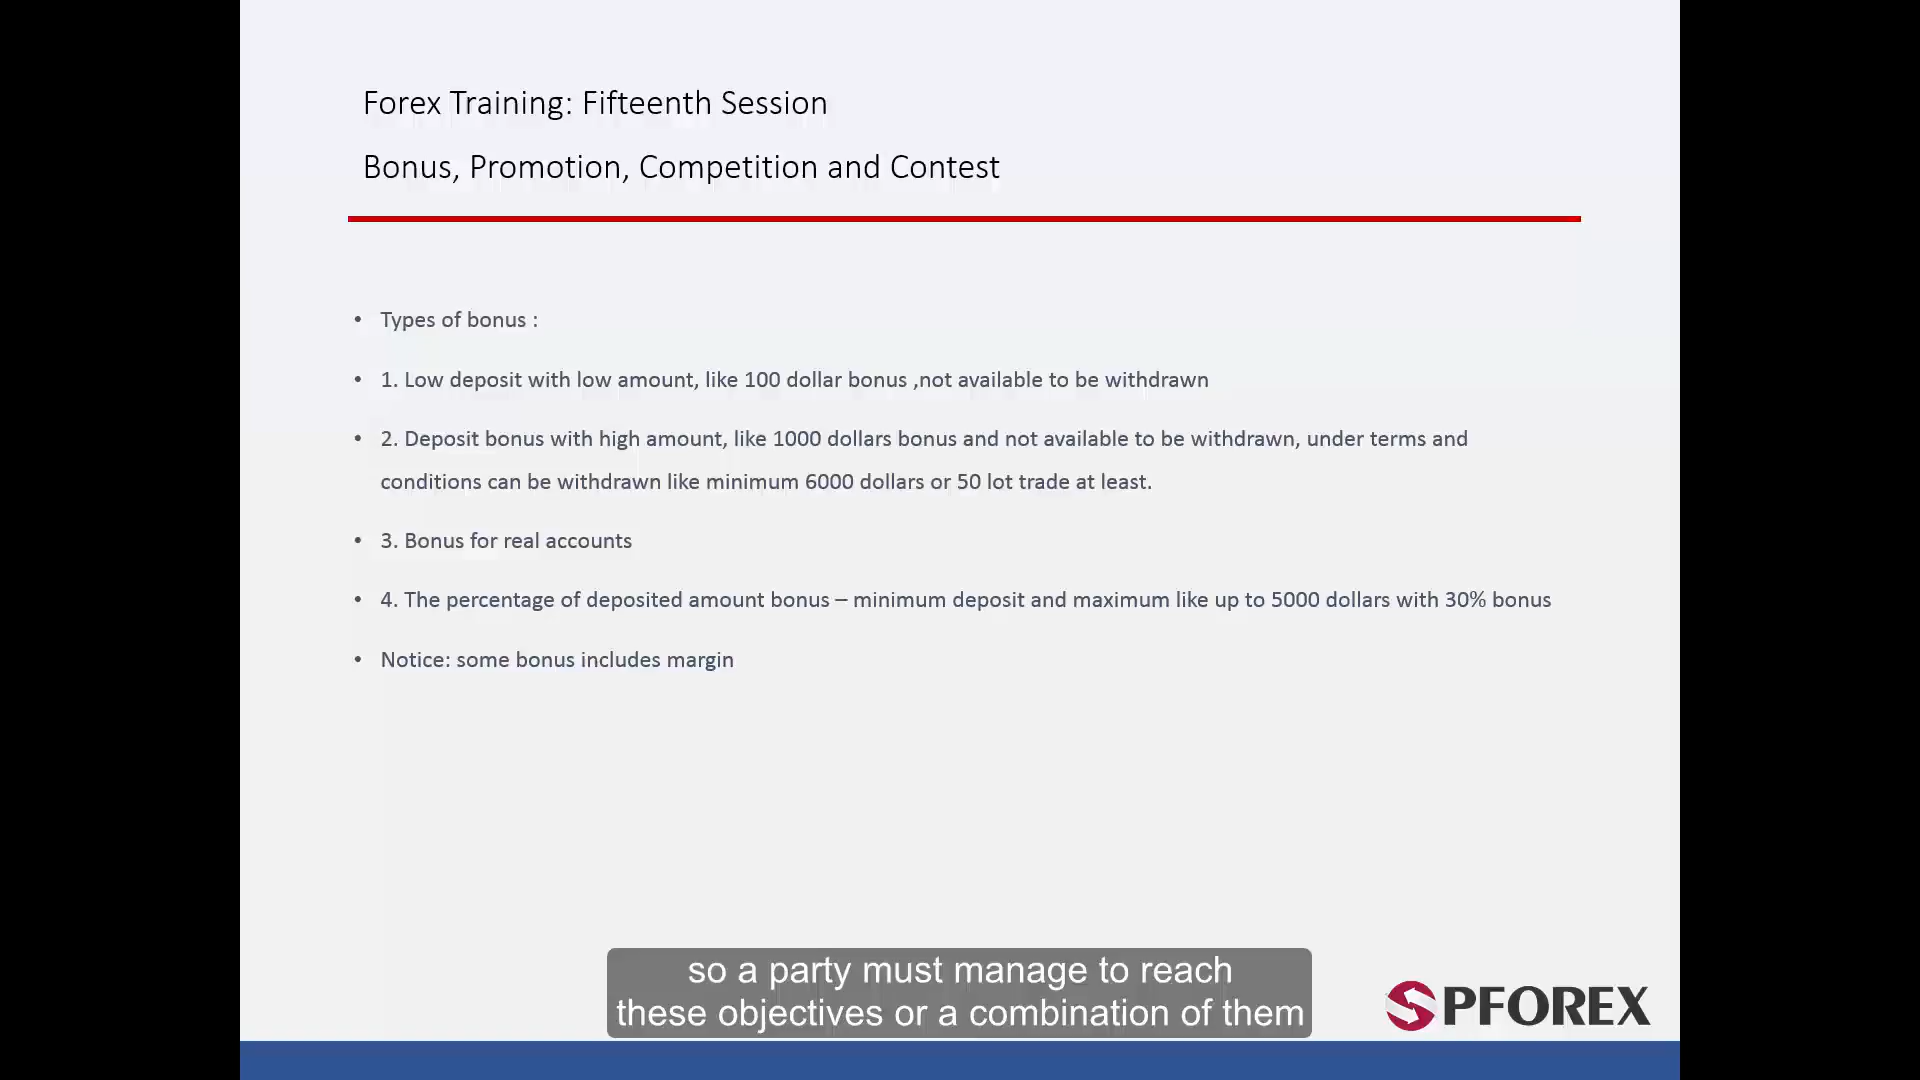 Forex Training: Fifteenth Session
Bonus, Promotion, Competition and Contest
• Types of bonus :
• 1. Low deposit with low amount, like 100 dollar bonus ,not available to be withdrawn
• 2. Deposit bonus with high amount, like 1000 dollars bonus and not available to be withdrawn, under terms and
conditions can be withdrawn like minimum 6000 dollars or 50 lot trade at least.
• 3. Bonus for real accounts
• 4. The percentage of deposited amount bonus – minimum deposit and maximum like up to 5000 dollars with 30% bonus
• Notice: some bonus includes margin
so a party must manage to reach
these objectives or a combination of them
PFOREX